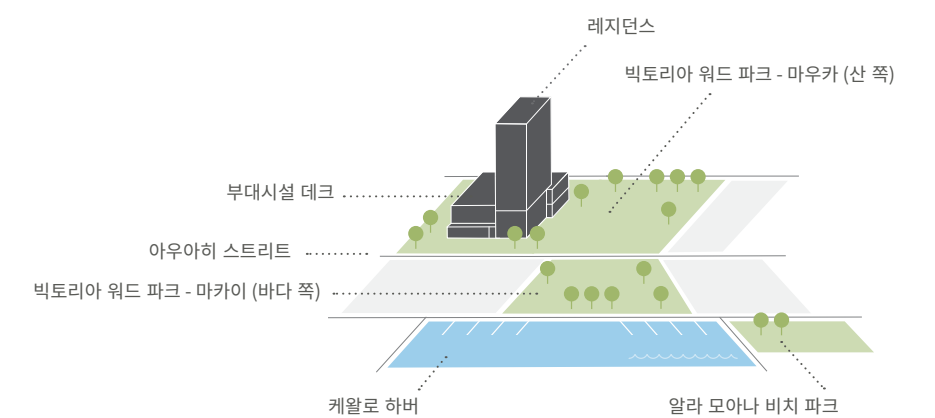 레지던스
빅토리아 워드 파크 - 마우카 (산 쪽)
부대시설 데크
아우아히 스트리트
빅토리아 워드 파크 - 마카이 (바다 쪽)
케왈로 하버
알라 모아나 비치 파크